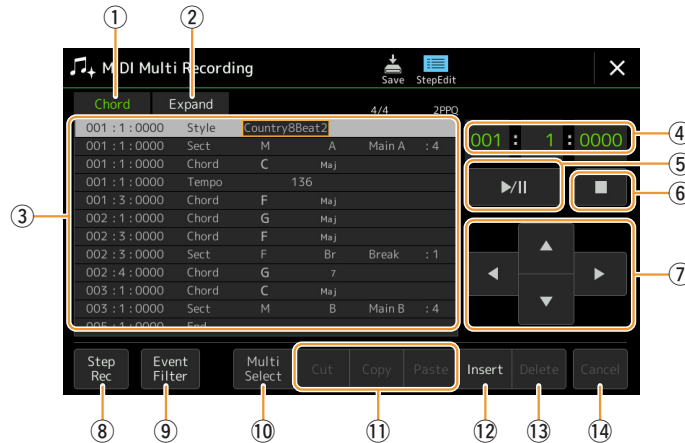 ① ②
MIDI Multi Recording Save StepEdit
Chord Expand 4/4 2PPQ
001 : 1 : 0000 Style Country8Beat2
001 : 1 : 0000 Sect M A Main A : 4
001 : 1 : 0000 Chord C Maj
001 : 1 : 0000 Tempo 136
001 : 3 : 0000 Chord F Maj
002 : 1 : 0000 Chord G Maj
002 : 3 : 0000 Chord F Maj
002 : 3 : 0000 Sect F Br Break : 1
002 : 4 : 0000 Chord G 7
003 : 1 : 0000 Chord C Maj
003 : 1 : 0000 Sect M B Main B : 4
005 : 1 : 0000 End
③
001 : 1 : 0000 ④
⑤
⑥
⑦
Step Rec
Event Filter
Multi Select
Cut Copy Paste Insert Delete Cancel
⑧ ⑨ ⑩ ⑪ ⑫ ⑬ ⑭